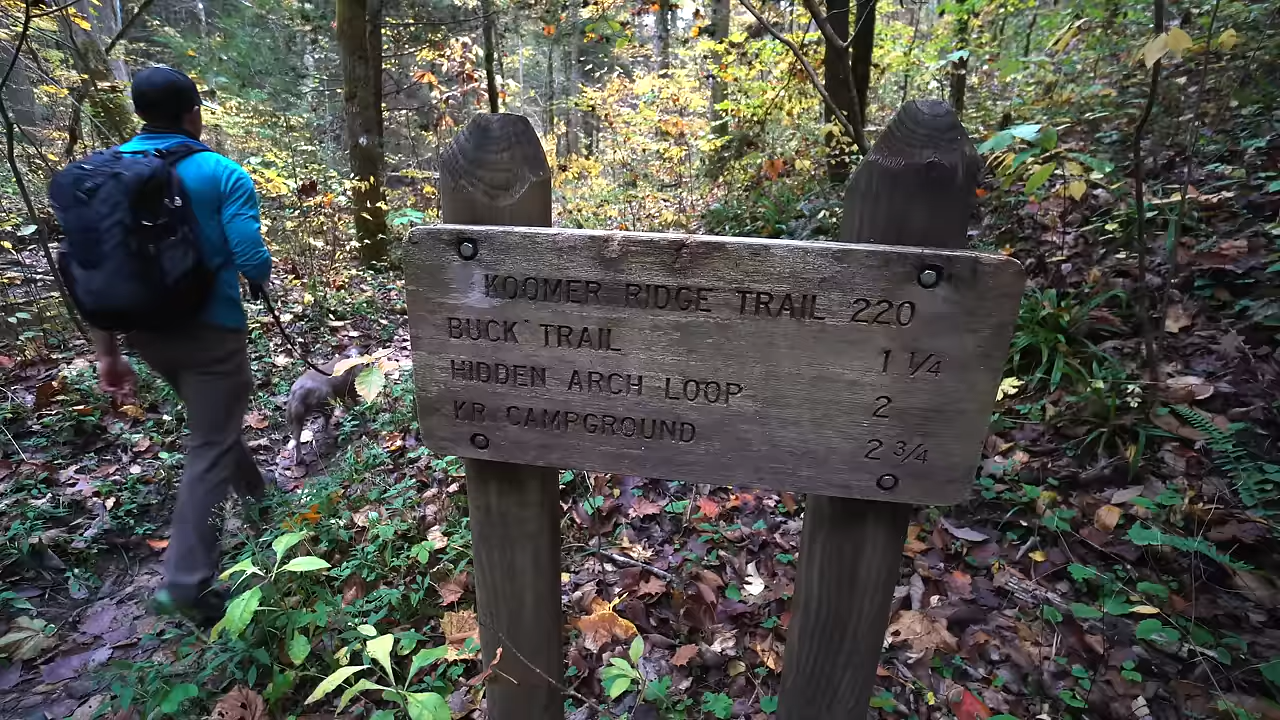 KOOMER RIDGE TRAIL 220
BUCK TRAIL 1 1/4
HIDDEN ARCH LOOP 2
KR CAMPGROUND 2 3/4